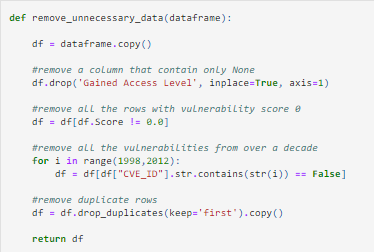 def remove_unnecessary_data(dataframe):
df = dataframe.copy()
#remove a column that contain only None
df.drop('Gained Access Level', inplace=True, axis=1)
#remove all the rows with vulnerability score 0
df = df[df.Score != 0.0]
#remove all the vulnerabilities from over a decade
for i in range(1998,2012):
df = df[df["CVE_ID"].str.contains(str(i)) == False]
#remove duplicate rows
df = df.drop_duplicates(keep='first').copy()
return df